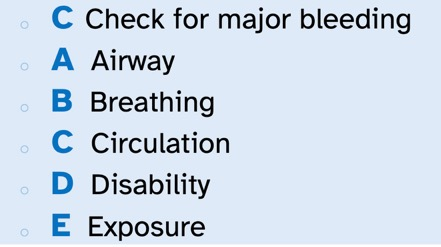 C Check for major bleeding
A Airway
B Breathing
C Circulation
D Disability
E Exposure